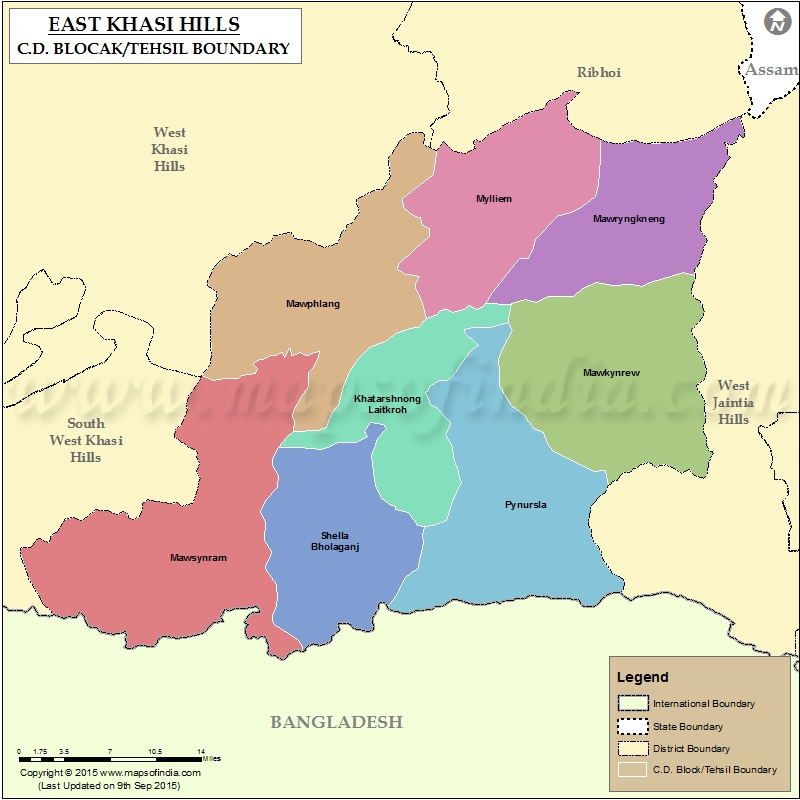 EAST KHASI HILLS
C.D. BLOCAK/TEHSIL BOUNDARY
N
Assam
Ribhoi
West
Khasi
Hills
Mylliem
Mawryngkneng
Mawphlang
Mawkynrew
www.mapsofindia.com
Khatarshnong
Laitkroh
West
Jaintia
Hills
South
West Khasi
Hills
Pynursla
Shella
Bholaganj
Mawsynram
BANGLADESH
Legend
International Boundary
State Boundary
District Boundary
C.D. Block/Tehsil Boundary
0 1.75 3.5 7 10.5 14
Miles
Copyright © 2015 www.mapsofindia.com
(Last Updated on 9th Sep 2015)